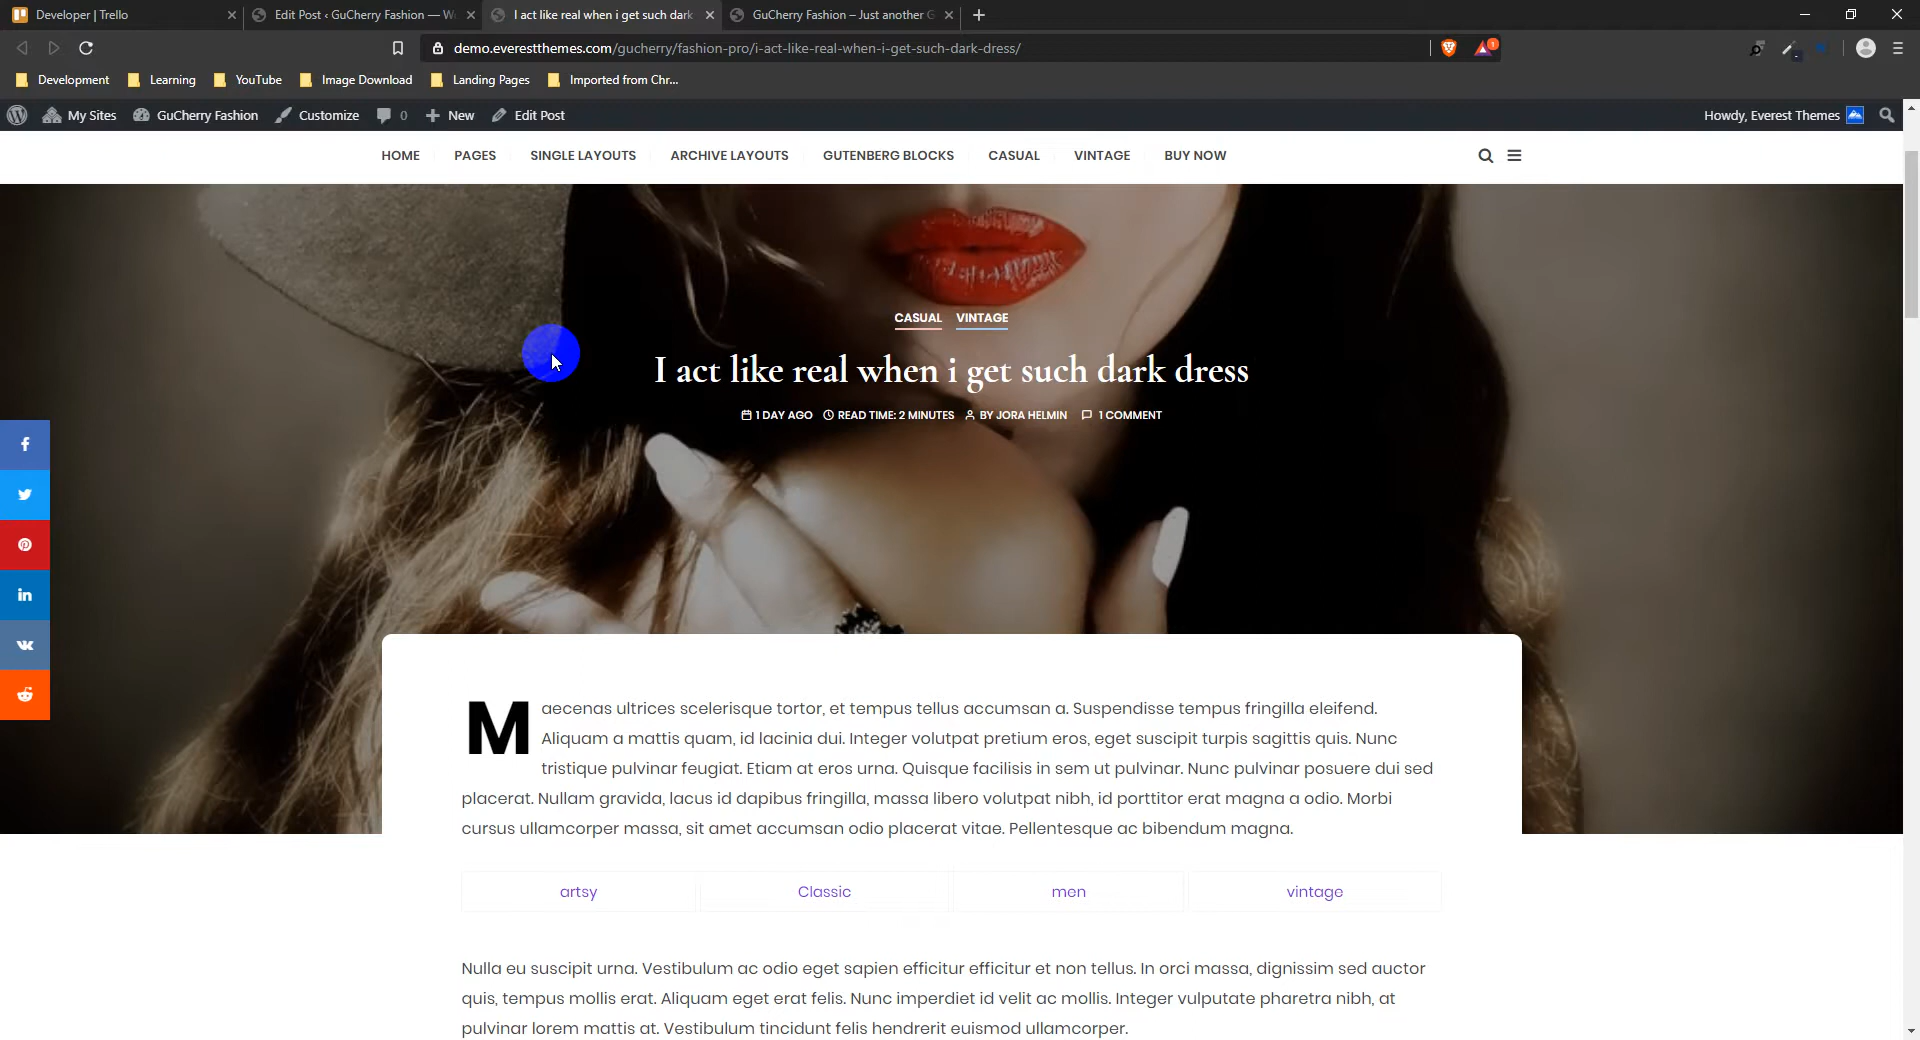 Developer | Trello
Edit Post ‹ GuCherry Fashion — W
I act like real when i get such dark
GuCherry Fashion – Just another G
demo.everestthemes.com/gucherry/fashion-pro/i-act-like-real-when-i-get-such-dark-dress/
1
Development
Learning
YouTube
Image Download
Landing Pages
Imported from Chr...
My Sites
GuCherry Fashion
Customize
0
New
Edit Post
Howdy, Everest Themes
HOME
PAGES
SINGLE LAYOUTS
ARCHIVE LAYOUTS
GUTENBERG BLOCKS
CASUAL
VINTAGE
BUY NOW
CASUAL VINTAGE
I act like real when i get such dark dress
1 DAY AGO READ TIME: 2 MINUTES BY JORA HELMIN 1 COMMENT
Maecenas ultrices scelerisque tortor, et tempus tellus accumsan a. Suspendisse tempus fringilla eleifend.
Aliquam a mattis quam, id lacinia dui. Integer volutpat pretium eros, eget suscipit turpis sagittis quis. Nunc
tristique pulvinar feugiat. Etiam at eros urna. Quisque facilisis in sem ut pulvinar. Nunc pulvinar posuere dui sed
placerat. Nullam gravida, lacus id dapibus fringilla, massa libero volutpat nibh, id porttitor erat magna a odio. Morbi
cursus ullamcorper massa, sit amet accumsan odio placerat vitae. Pellentesque ac bibendum magna.
artsy
Classic
men
vintage
Nulla eu suscipit urna. Vestibulum ac odio eget sapien efficitur efficitur et non tellus. In orci massa, dignissim sed auctor
quis, tempus mollis erat. Aliquam eget erat felis. Nunc imperdiet id velit ac mollis. Integer vulputate pharetra nibh, at
pulvinar lorem mattis at. Vestibulum tincidunt felis hendrerit euismod ullamcorper.